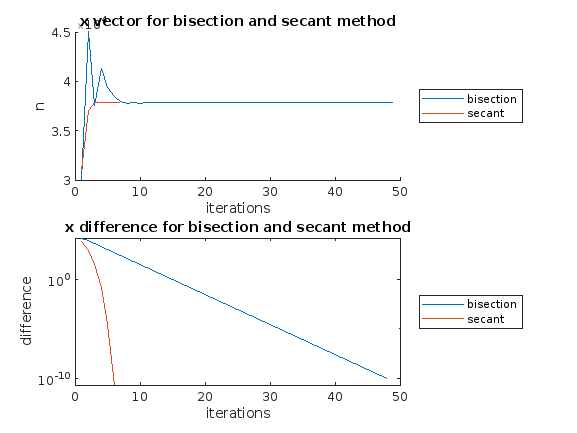 x vector for bisection and secant method
4.5
4
3.5
3
n
0
10
20
30
40
50
iterations
bisection
secant
x difference for bisection and secant method
10^0
10^-10
difference
0
10
20
30
40
50
iterations
bisection
secant